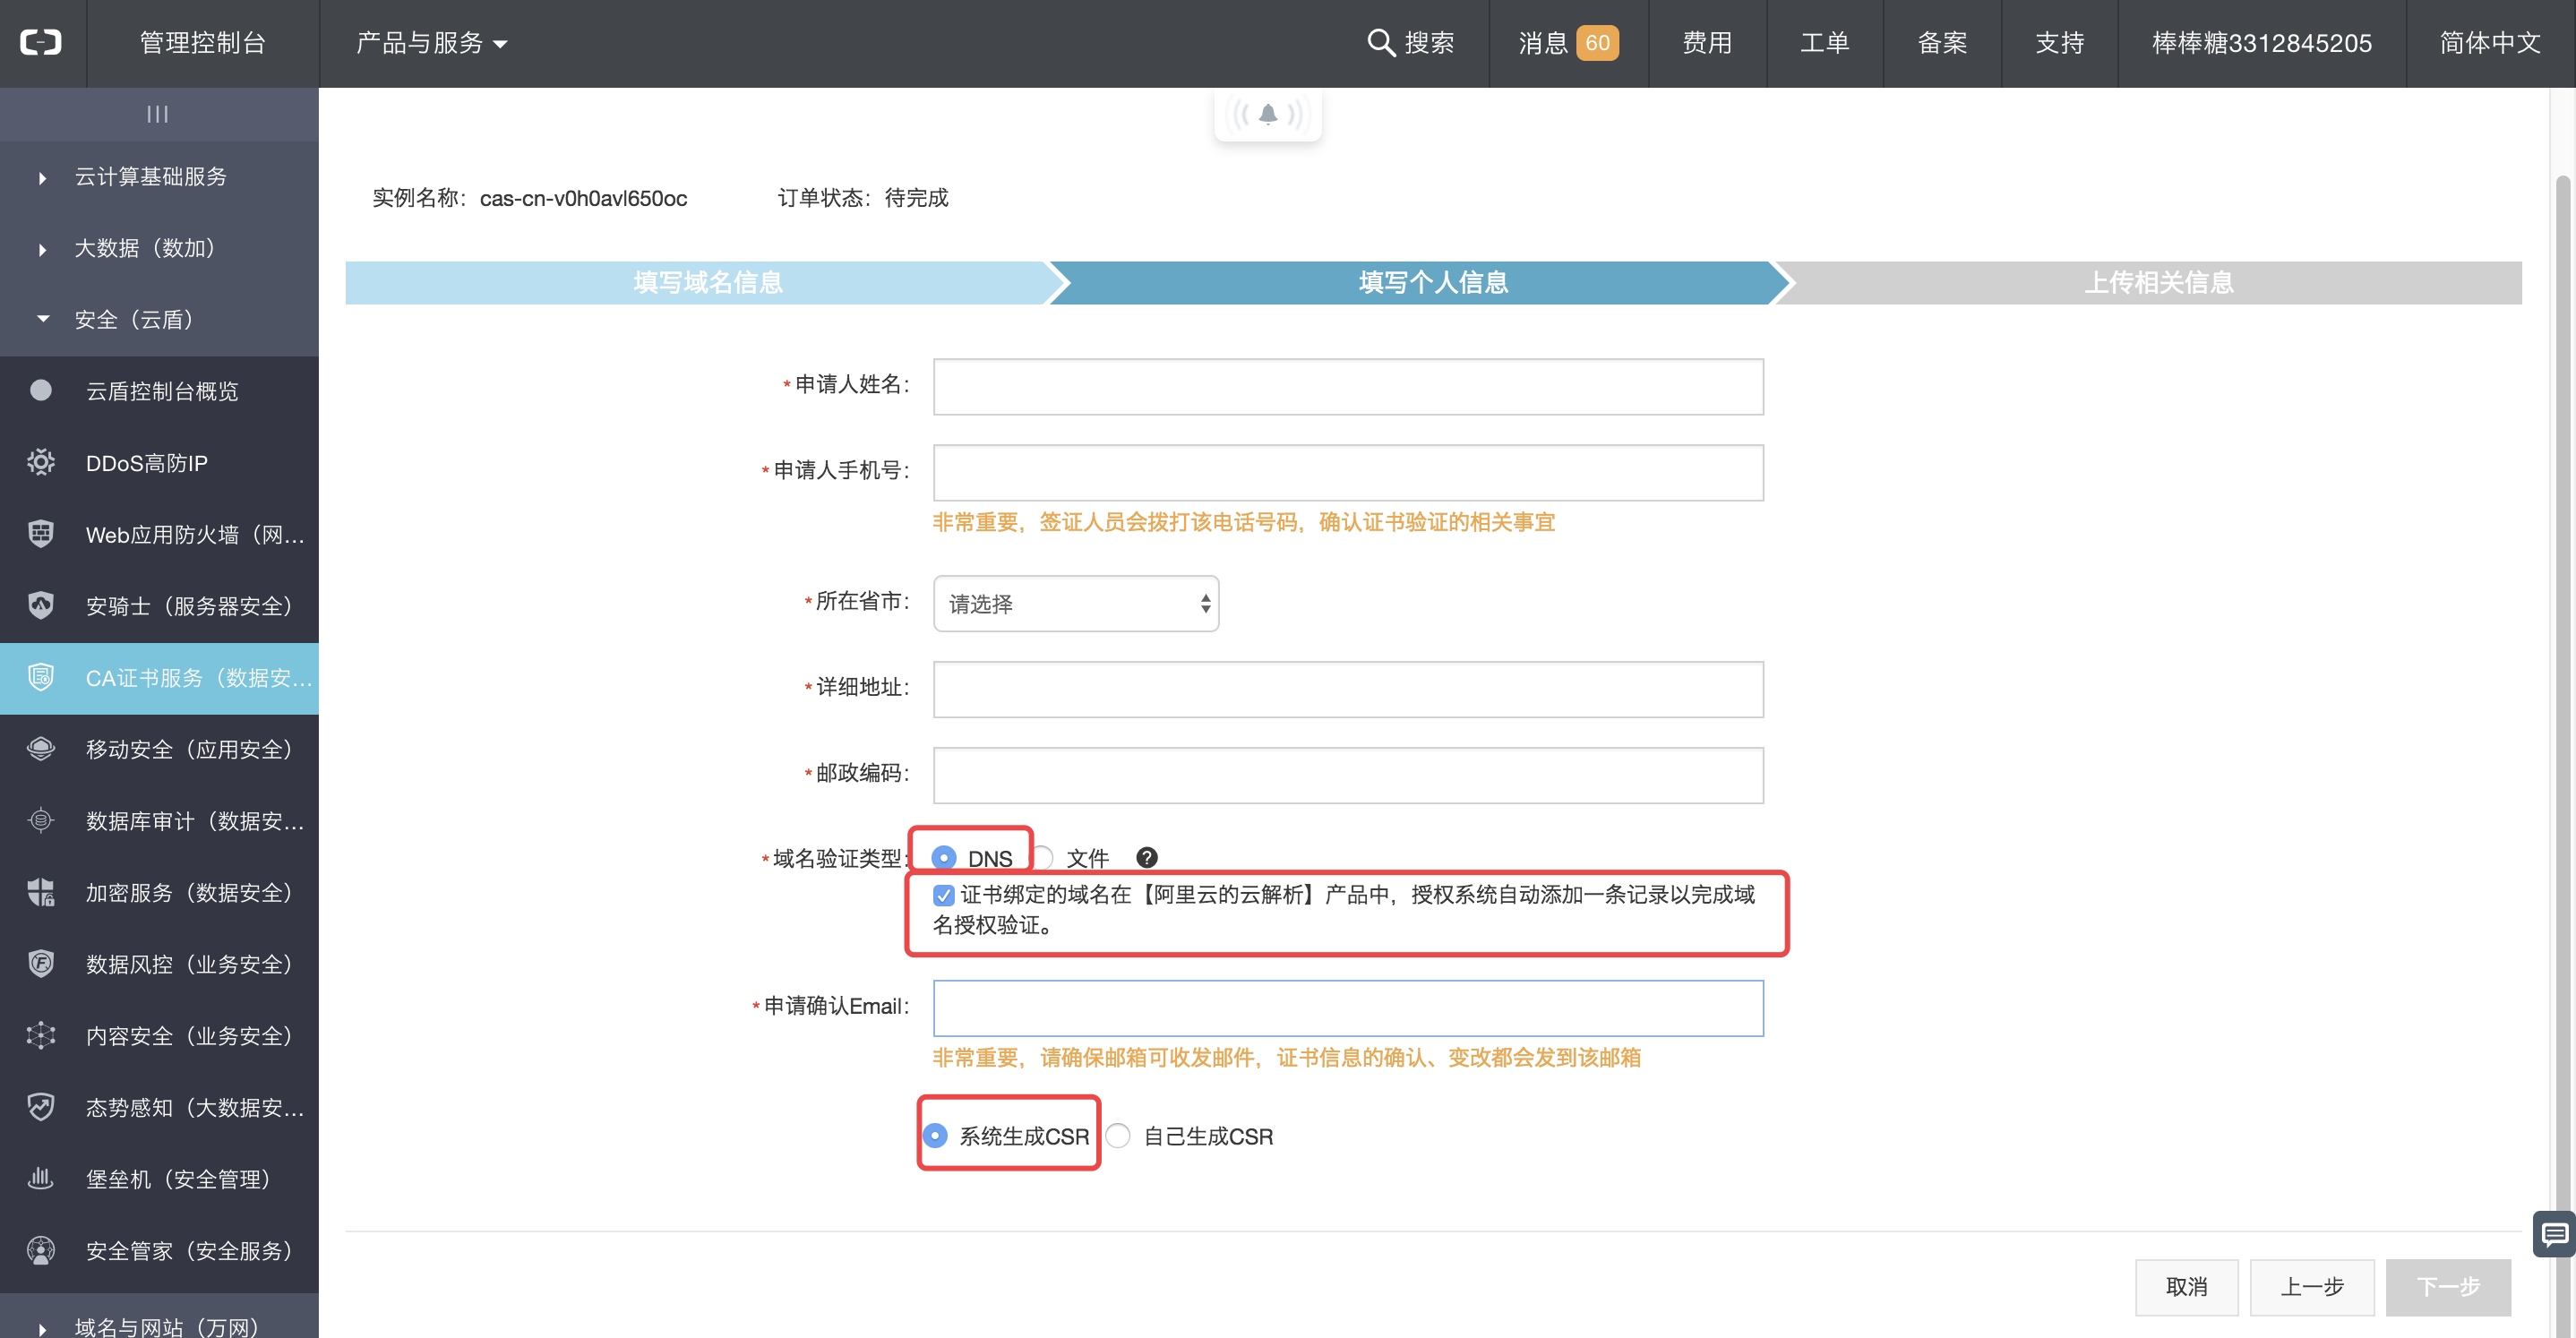 管理控制台
产品与服务
搜索
消息 60
费用
工单
备案
支持
棒棒糖3312845205
简体中文
云计算基础服务
大数据（数加）
安全（云盾）
云盾控制台概览
DDoS高防IP
Web应用防火墙（网...
安骑士（服务器安全）
CA证书服务（数据安...
移动安全（应用安全）
数据库审计（数据安...
加密服务（数据安全）
数据风控（业务安全）
内容安全（业务安全）
态势感知（大数据安...
堡垒机（安全管理）
安全管家（安全服务）
域名与网站（万网）
实例名称：cas-cn-v0h0avl650oc
订单状态：待完成
填写域名信息
填写个人信息
上传相关信息
*申请人姓名：
*申请人手机号：
非常重要，签证人员会拨打该电话号码，确认证书验证的相关事宜
*所在省市：
请选择
*详细地址：
*邮政编码：
*域名验证类型：
DNS
文件
?
证书绑定的域名在【阿里云的云解析】产品中，授权系统自动添加一条记录以完成域
名授权验证。
*申请确认Email：
非常重要，请确保邮箱可收发邮件，证书信息的确认、变改都会发到该邮箱
系统生成CSR
自己生成CSR
取消
上一步
下一步